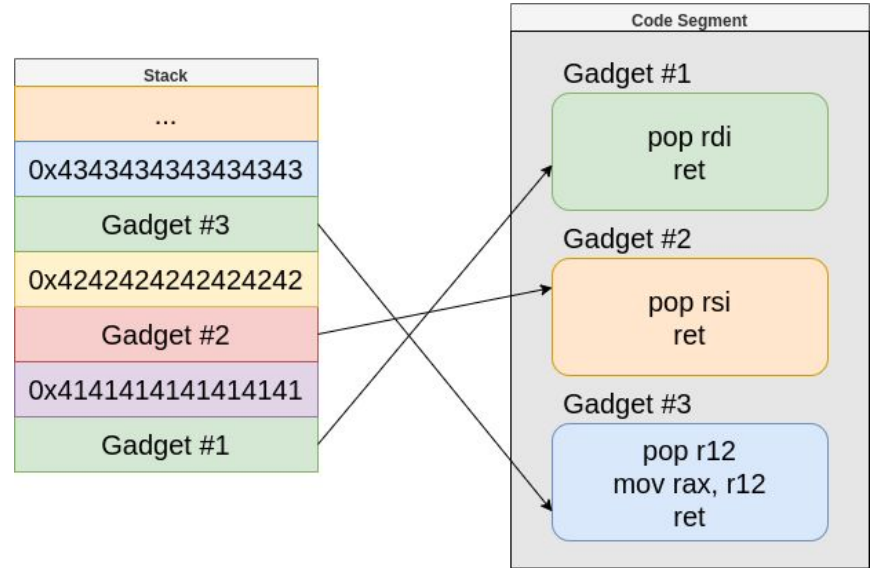 Stack
...
0x4343434343434343
Gadget #3
0x4242424242424242
Gadget #2
0x4141414141414141
Gadget #1
Code Segment
Gadget #1
pop rdi
ret
Gadget #2
pop rsi
ret
Gadget #3
pop r12
mov rax, r12
ret